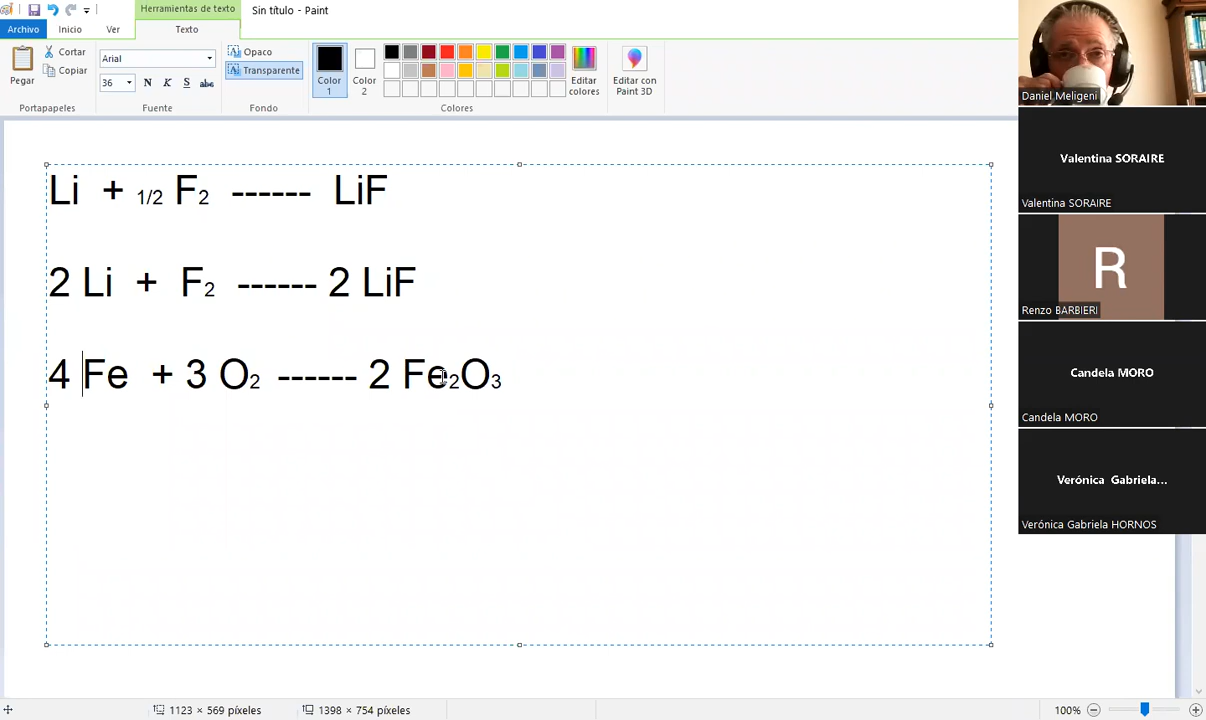 Herramientas de texto
Sin título - Paint
Archivo
Inicio
Ver
Texto
Pegar
Cortar
Copiar
Portapapeles
Arial
36
N K S abc
Fuente
Opaco
Transparente
Fondo
Color 1
Color 2
Editar colores
Colores
Editar con Paint 3D
Li + 1/2 F2 ------ LiF
2 Li + F2 ------ 2 LiF
4 Fe + 3 O2 ------ 2 Fe2O3
Daniel Meligeni
Valentina SORAIRE
Valentina SORAIRE
R
Renzo BARBIERI
Candela MORO
Candela MORO
Verónica Gabriela...
Verónica Gabriela HORNOS
1123 × 569 píxeles
1398 × 754 píxeles
100%